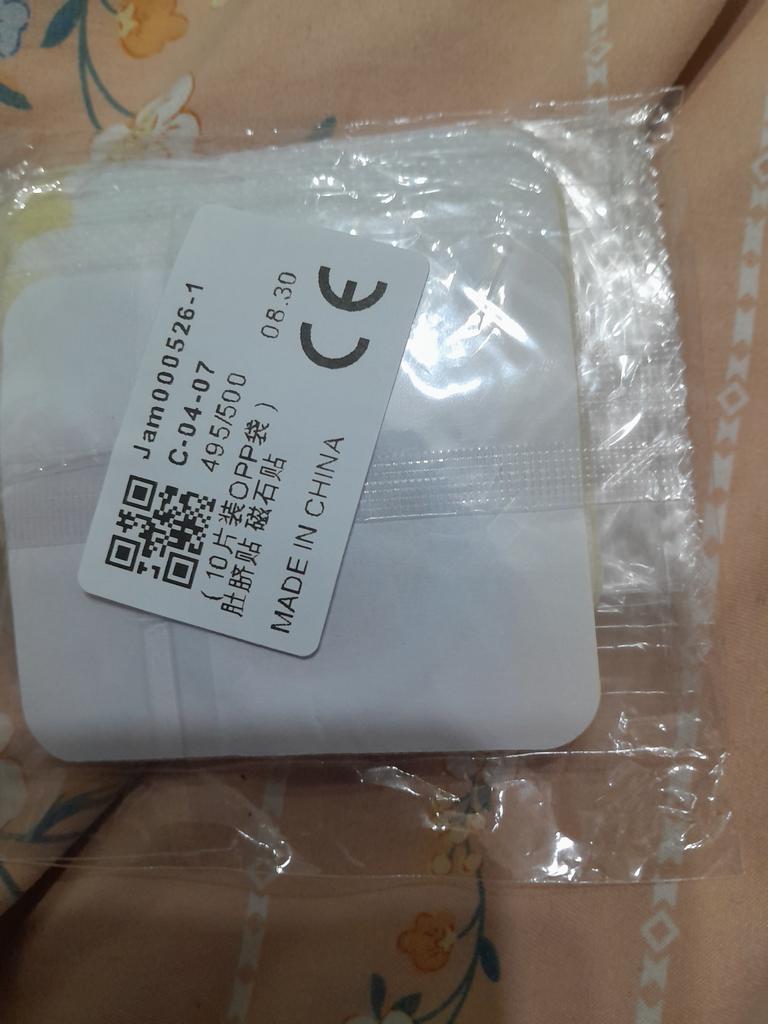 Jam000526-1
C-04-07
495/500
08.30
（10片装OPP袋）
肚脐贴 磁石贴
MADE IN CHINA
CE